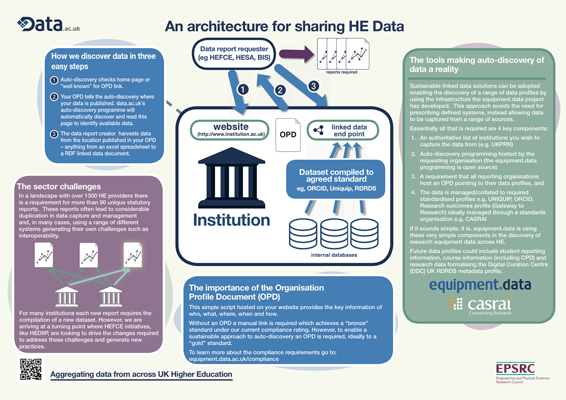 Data.ac.uk
An architecture for sharing HE Data
How we discover data in three
easy steps
1 Auto-discovery checks home page or
"well known" for OPD link.
2 Your OPD tells the auto-discovery where
your data is published. data.ac.uk's
auto-discovery programme will
automatically discover and read this
page to identify available data.
3 The data report creator harvests data
from the location published in your OPD
= anything from an excel spreadsheet to
a RDF linked data document.
The sector challenges
In a landscape with over 1300 HE providers there
is a requirement for more than 90 unique statutory
reports. These reports often lead to considerable
duplication in data capture and management
and, in many cases, using a range of different
systems generating their own challenges such as
interoperability.
For many institutions each new report requires the
compilation of a new dataset. However, we are
arriving at a turning point where HEFCE initiatives,
like HEDIIP, are looking to drive the changes required
to address these challenges and generate new
practices.
Data report requester
(eg HEFCE, HESA, BIS)
reports required
1
2
3
website
(http://www.institution.ac.uk)
OPD
linked data
end point
Institution
Dataset compiled to
agreed standard
eg, ORCID, Uniquip, RDRDS
internal databases
The importance of the Organisation
Profile Document (OPD)
This simple script hosted on your website provides the key information of
who, what, where, when and how.
Without an OPD a manual link is required which achieves a "bronze"
standard under our current compliance rating. However, to enable a
sustainable approach to auto-discovery an OPD is required, ideally to a
"gold" standard.
To learn more about the compliance requirements go to:
equipment.data.ac.uk/compliance
The tools making auto-discovery of
data a reality
Sustainable linked data solutions can be adopted
enabling the discovery of a range of data profiles by
using the infrastructure the equipment.data project
has developed. This approach avoids the need for
prescribing defined systems, instead allowing data
to be captured from a range of sources.
Essentially all that is required are 4 key components:
1. An authoritative list of institutions you wish to
capture the data from (e.g. UKPRN)
2. Auto-discovery programming hosted by the
requesting organisation (the equipment.data
programming is open source)
3. A requirement that all reporting organisations
host an OPD pointing to their data profiles, and
4. The data is managed/collated to required
standardised profiles e.g. UNIQUIP, ORCID,
Research outcomes profile (Gateway to
Research) ideally managed through a standards
organisation e.g. CASRAI
If it sounds simple, it is. equipment.data is using
these very simple components in the discovery of
research equipment data across HE.
Future data profiles could include student reporting
information, course information (including CPD) and
research data formalising the Digital Curation Centre
(DDC) UK RDRDS metadata profile.
equipment.data
casrai
Connecting Research
Aggregating data from across UK Higher Education
EPSRC
Engineering and Physical Sciences
Research Council